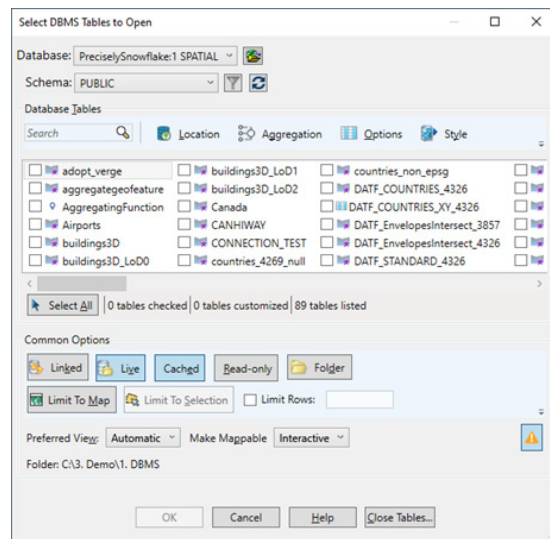 Select DBMS Tables to Open
Database: PreciselySnowflake:1 SPATIAL
Schema: PUBLIC
Database Tables
Search Location Aggregation Options Style
adopt_verge buildings3D_LoD1 countries_non_epsg
aggregategeofeature buildings3D_LoD2 DATF_COUNTRIES_4326
AggregatingFunction Canada DATF_COUNTRIES_XY_4326
Airports CANHIWAY DATF_EnvelopesIntersect_3857
buildings3D CONNECTION_TEST DATF_EnvelopesIntersect_4326
buildings3D_LoD0 countries_4269_null DATF_STANDARD_4326
Select All 0 tables checked 0 tables customized 89 tables listed
Common Options
Linked Live Cached Read-only Folder
Limit To Map Limit To Selection Limit Rows:
Preferred View: Automatic Make Mappable Interactive
Folder: C:\3. Demo\1. DBMS
OK Cancel Help Close Tables...